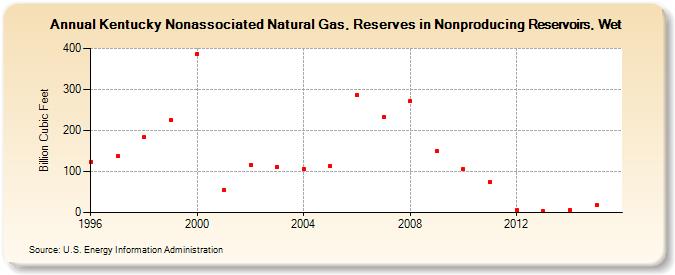 Annual Kentucky Nonassociated Natural Gas, Reserves in Nonproducing Reservoirs, Wet
Billion Cubic Feet
400
300
200
100
0
1996 2000 2004 2008 2012
Source: U.S. Energy Information Administration